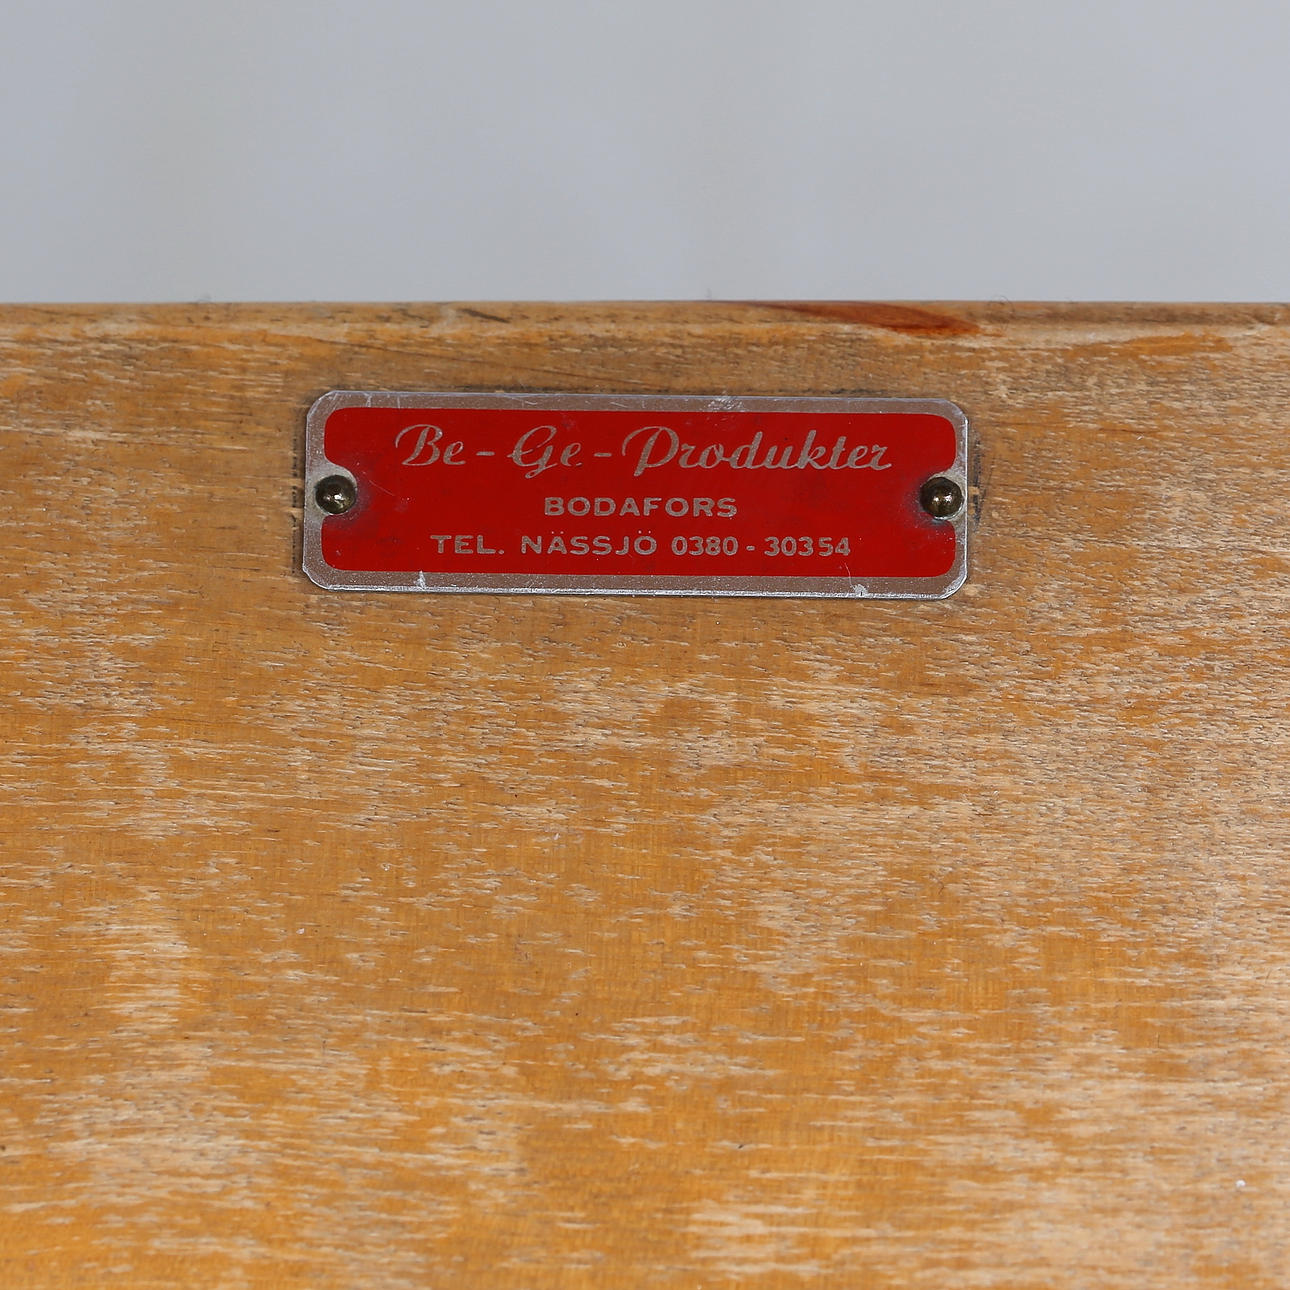 Be-Ge-Produkter
BODAFORS
TEL. NÄSSJÖ 0380-30354